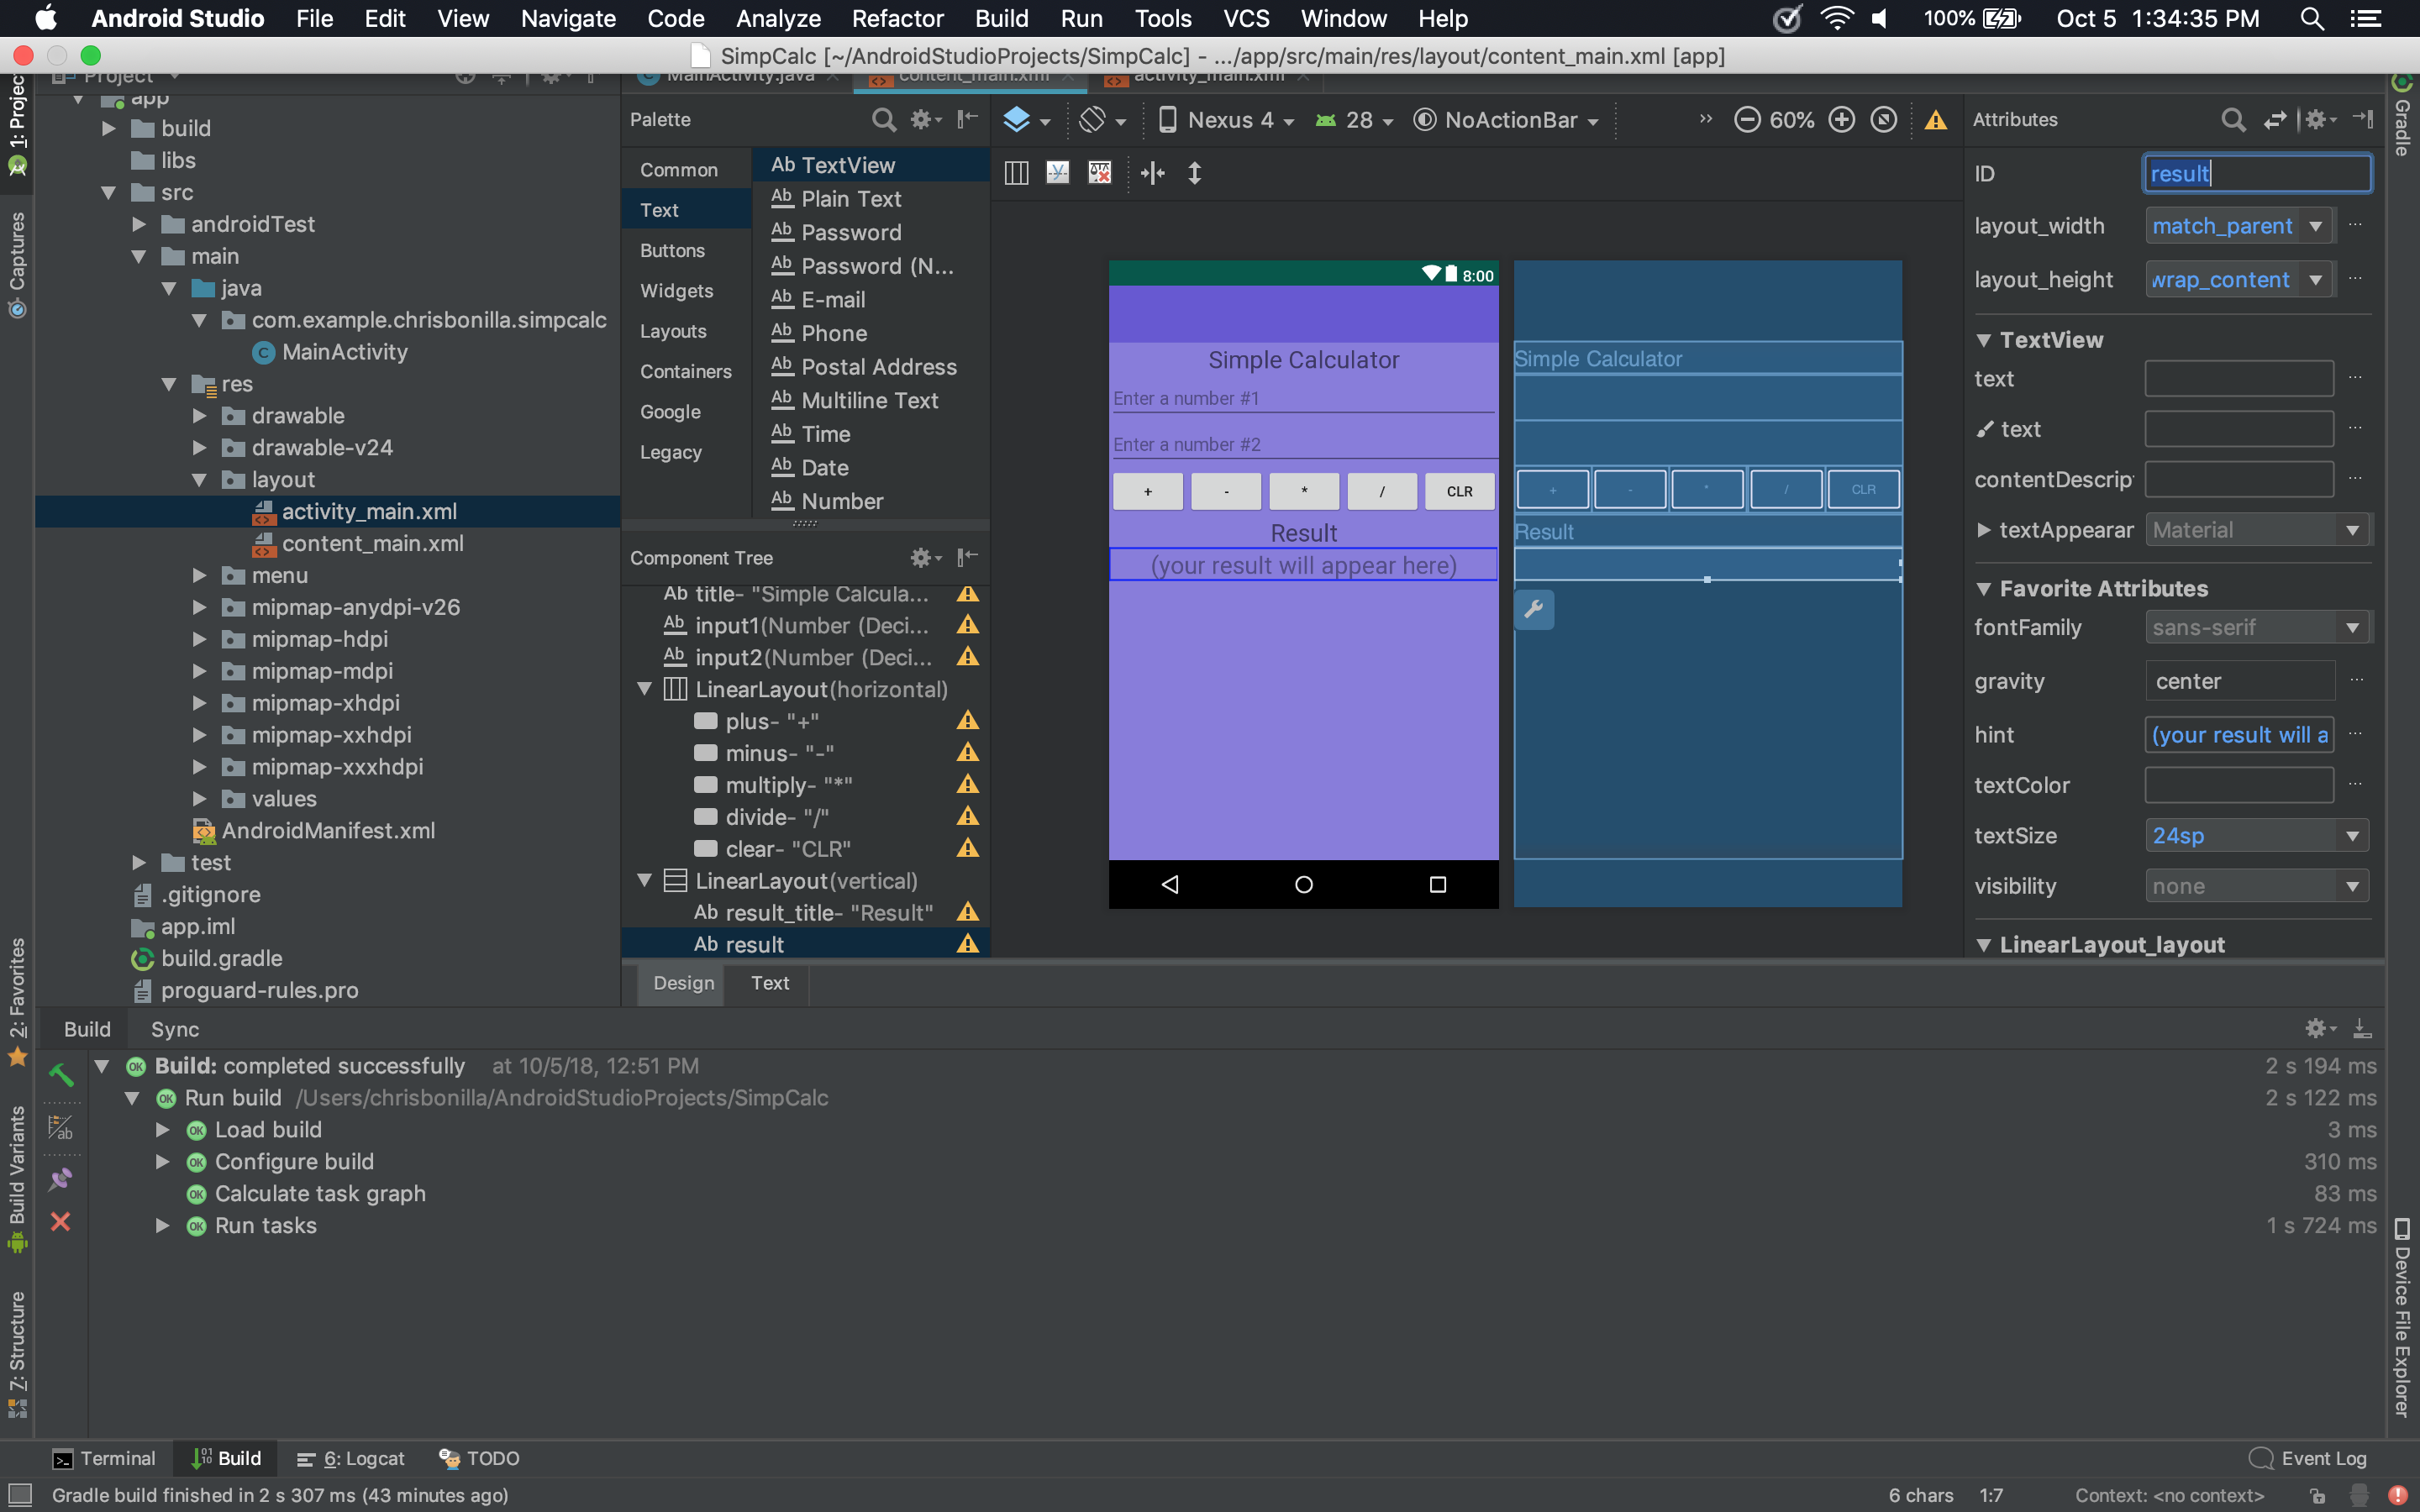 Android Studio File Edit View Navigate Code Analyze Refactor Build Run Tools VCS Window Help 100% Oct 5 1:34:35 PM
SimpCalc [~/AndroidStudioProjects/SimpCalc] - .../app/src/main/res/layout/content_main.xml [app]
Project
MainActivity.java content_main.xml activity_main.xml
1: Project
Captures
2: Favorites
Build Variants
Z: Structure
app
build
libs
src
androidTest
main
java
com.example.chrisbonilla.simpcalc
MainActivity
res
drawable
drawable-v24
layout
activity_main.xml
content_main.xml
menu
mipmap-anydpi-v26
mipmap-hdpi
mipmap-mdpi
mipmap-xhdpi
mipmap-xxhdpi
mipmap-xxxhdpi
values
AndroidManifest.xml
test
.gitignore
app.iml
build.gradle
proguard-rules.pro
Palette
Common
Text
Buttons
Widgets
Layouts
Containers
Google
Legacy
Ab TextView
Ab Plain Text
Ab Password
Ab Password (N...
Ab E-mail
Ab Phone
Ab Postal Address
Ab Multiline Text
Ab Time
Ab Date
Ab Number
Component Tree
Ab title- "Simple Calcula...
Ab input1(Number (Deci...
Ab input2(Number (Deci...
LinearLayout(horizontal)
plus- "+"
minus- "-"
multiply- "*"
divide- "/"
clear- "CLR"
LinearLayout(vertical)
Ab result_title- "Result"
Ab result
Nexus 4 28 NoActionBar » 60%
8:00
Simple Calculator
Enter a number #1
Enter a number #2
+ - * / CLR
Result
(your result will appear here)
Simple Calculator
+ - * / CLR
Result
Design Text
Attributes
ID result
layout_width match_parent ...
layout_height wrap_content ...
TextView
text ...
text ...
contentDescrip ...
textAppearar Material
Favorite Attributes
fontFamily sans-serif
gravity center ...
hint (your result will a ...
textColor ...
textSize 24sp
visibility none
LinearLayout_layout
Gradle
Device File Explorer
Build Sync
Build: completed successfully at 10/5/18, 12:51 PM 2 s 194 ms
Run build /Users/chrisbonilla/AndroidStudioProjects/SimpCalc 2 s 122 ms
Load build 3 ms
Configure build 310 ms
Calculate task graph 83 ms
Run tasks 1 s 724 ms
Terminal Build 6: Logcat TODO Event Log
Gradle build finished in 2 s 307 ms (43 minutes ago) 6 chars 1:7 Context: <no context>